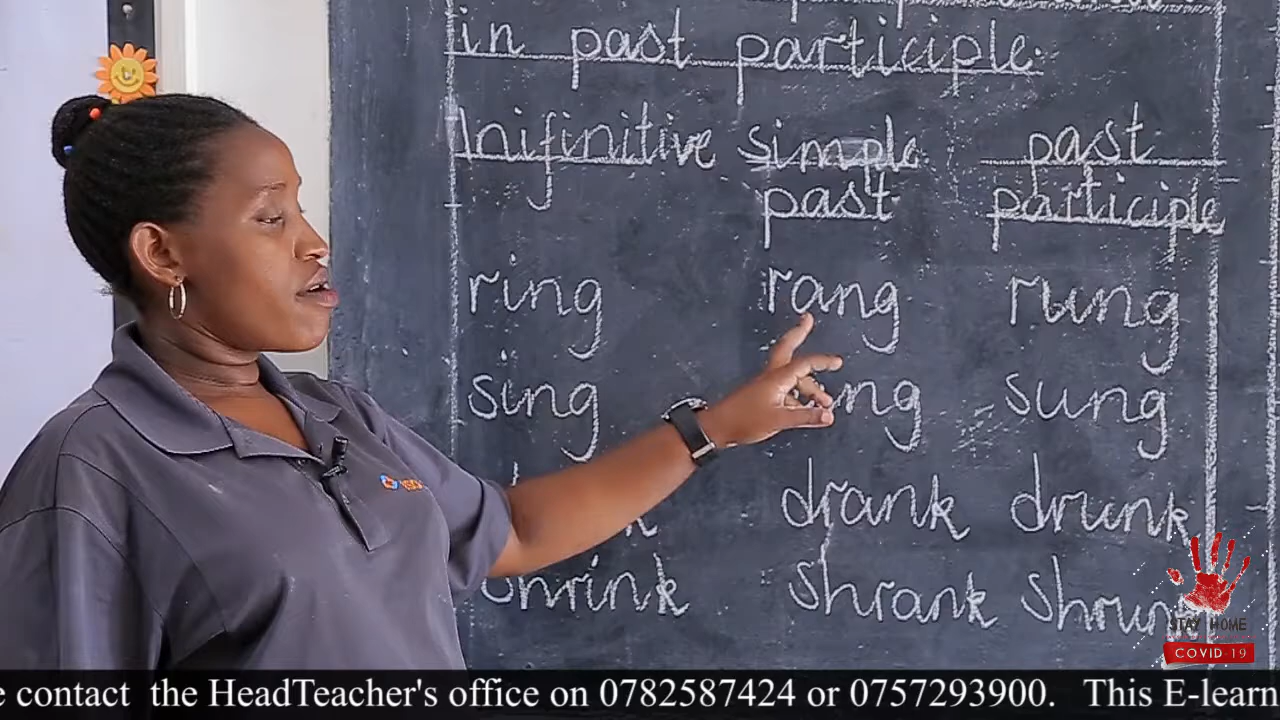 in past participle.
Inifinitive simple past
past participle
ring rang rung
sing sung
drank drunk
shrink shrank shrunk
STAY HOME
COVID-19
e contact the HeadTeacher's office on 0782587424 or 0757293900. This E-learn